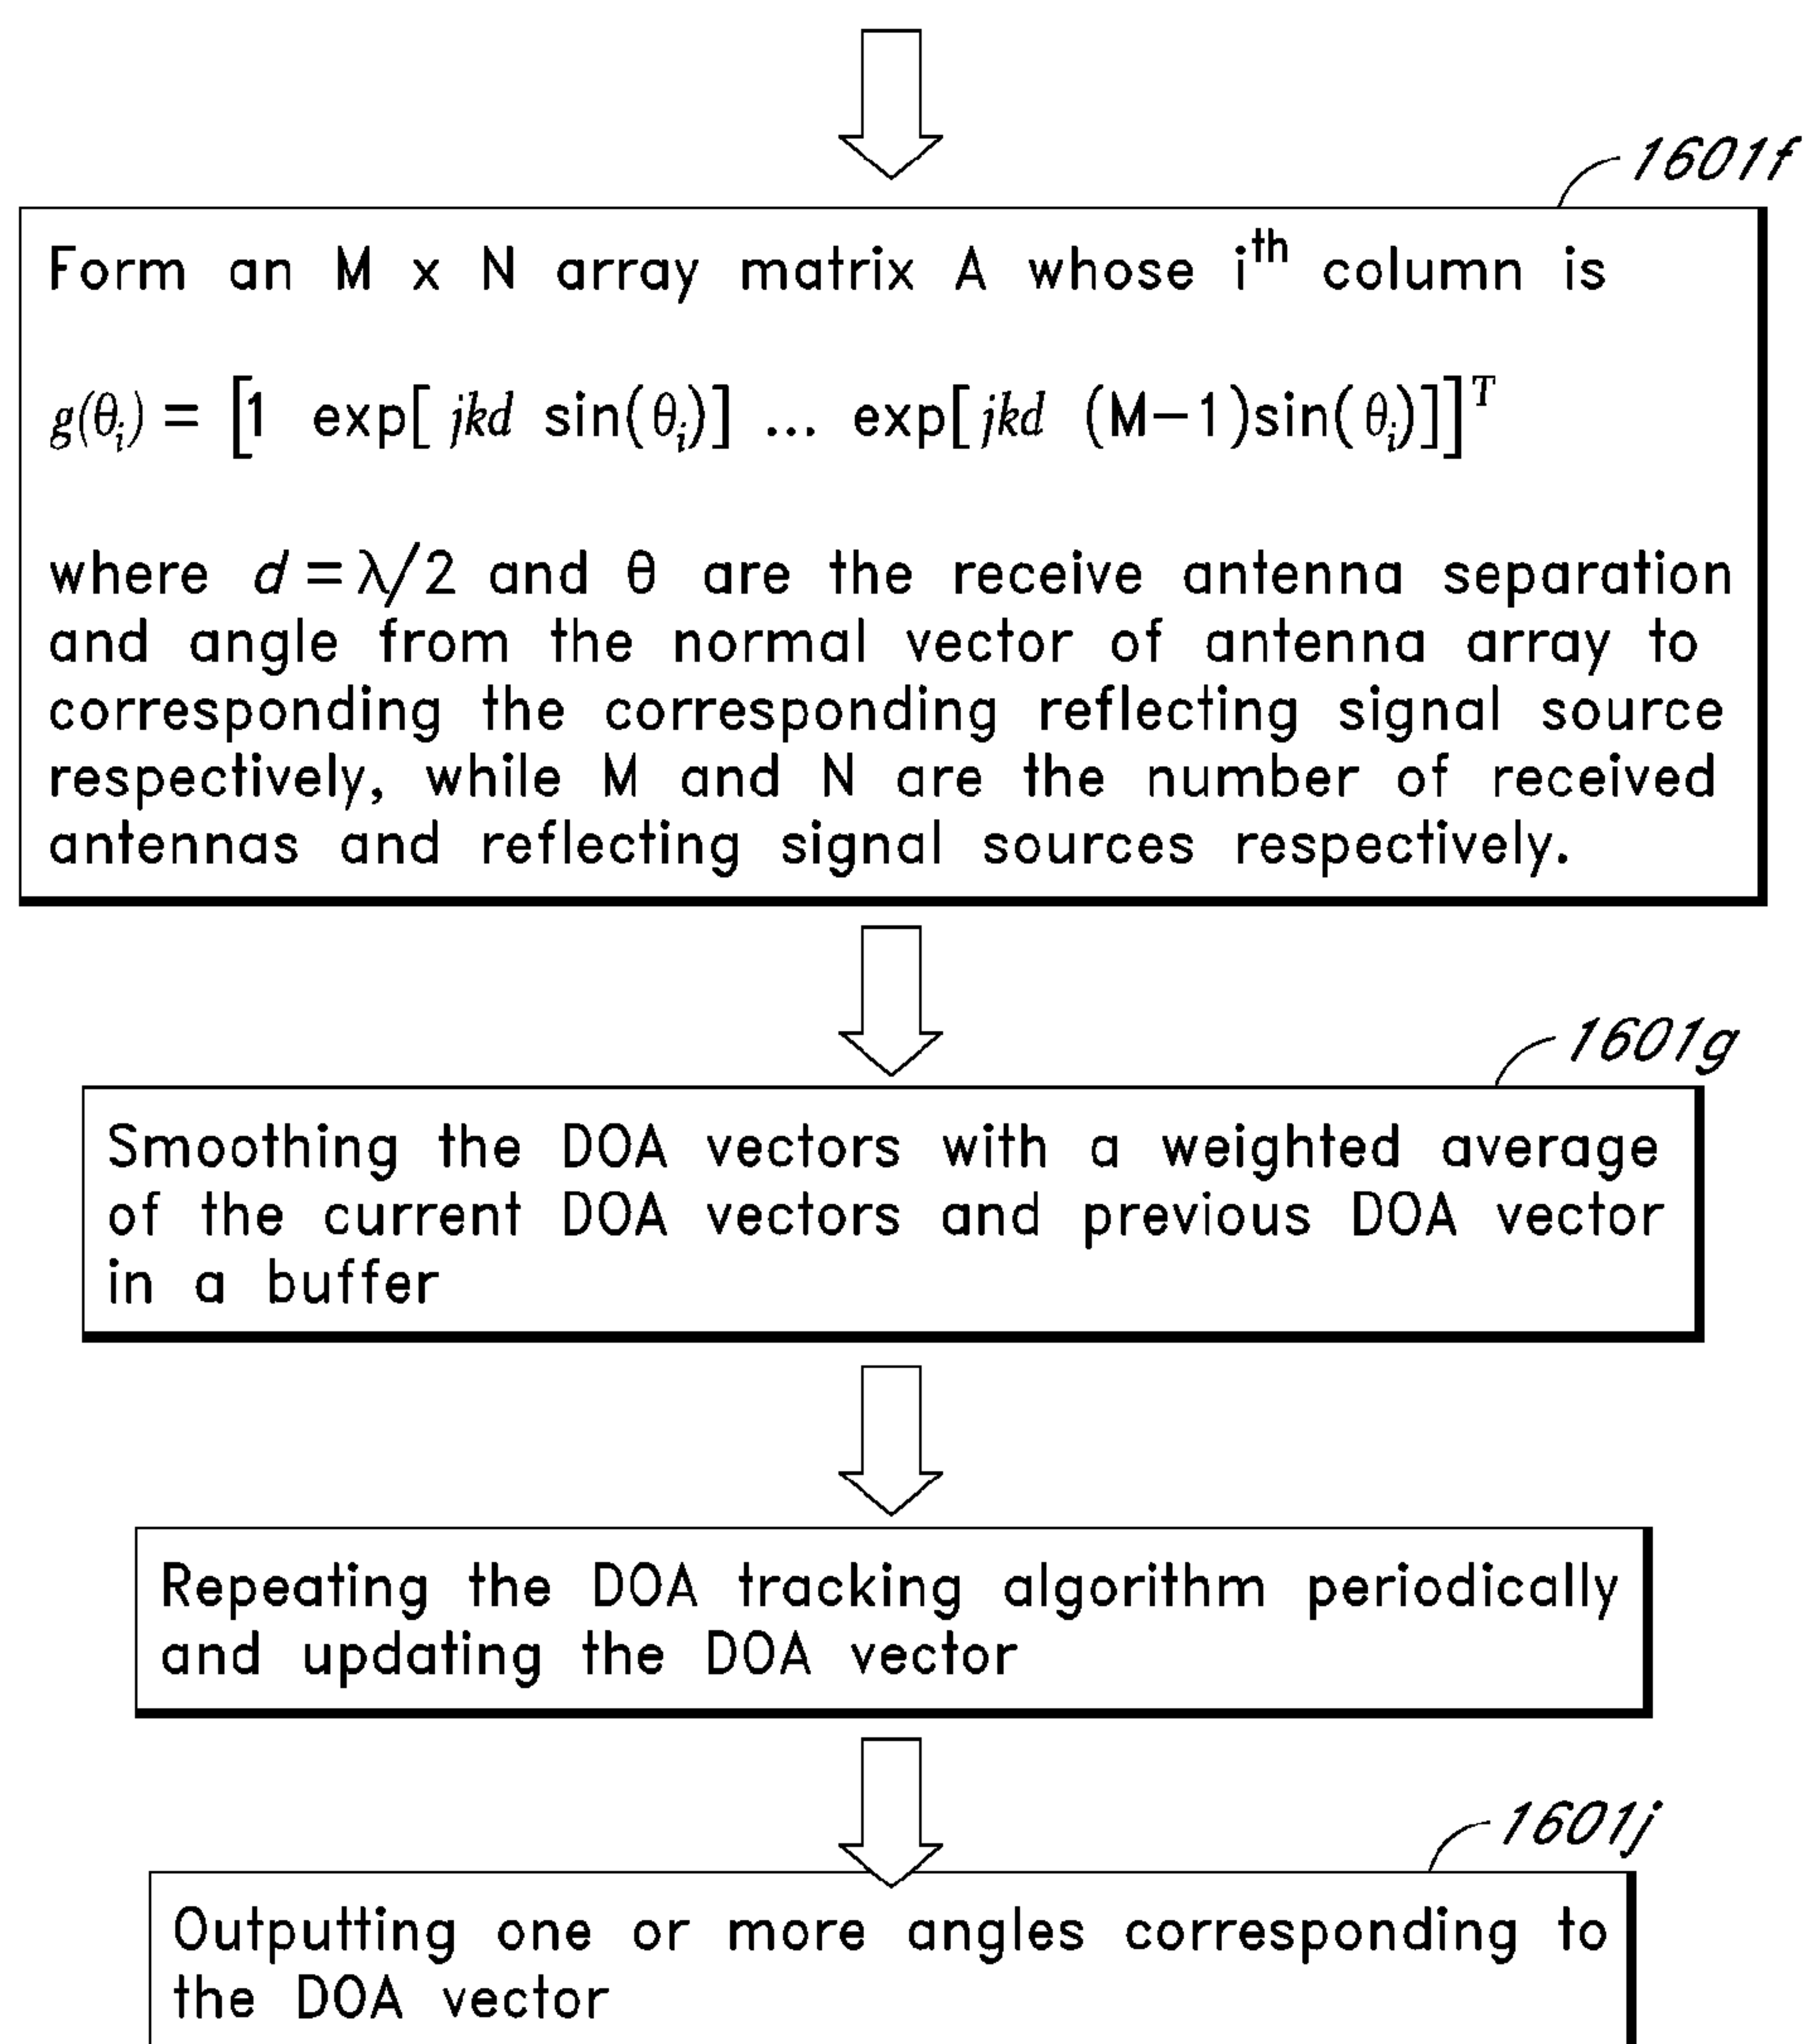 1601f
Form an M x N array matrix A whose i^th column is
g(θ_i) = [1 exp[jkd sin(θ_i)] ... exp[jkd (M−1)sin(θ_i)]]^T
where d=λ/2 and θ are the receive antenna separation
and angle from the normal vector of antenna array to
corresponding the corresponding reflecting signal source
respectively, while M and N are the number of received
antennas and reflecting signal sources respectively.
1601g
Smoothing the DOA vectors with a weighted average
of the current DOA vectors and previous DOA vector
in a buffer
Repeating the DOA tracking algorithm periodically
and updating the DOA vector
1601j
Outputting one or more angles corresponding to
the DOA vector